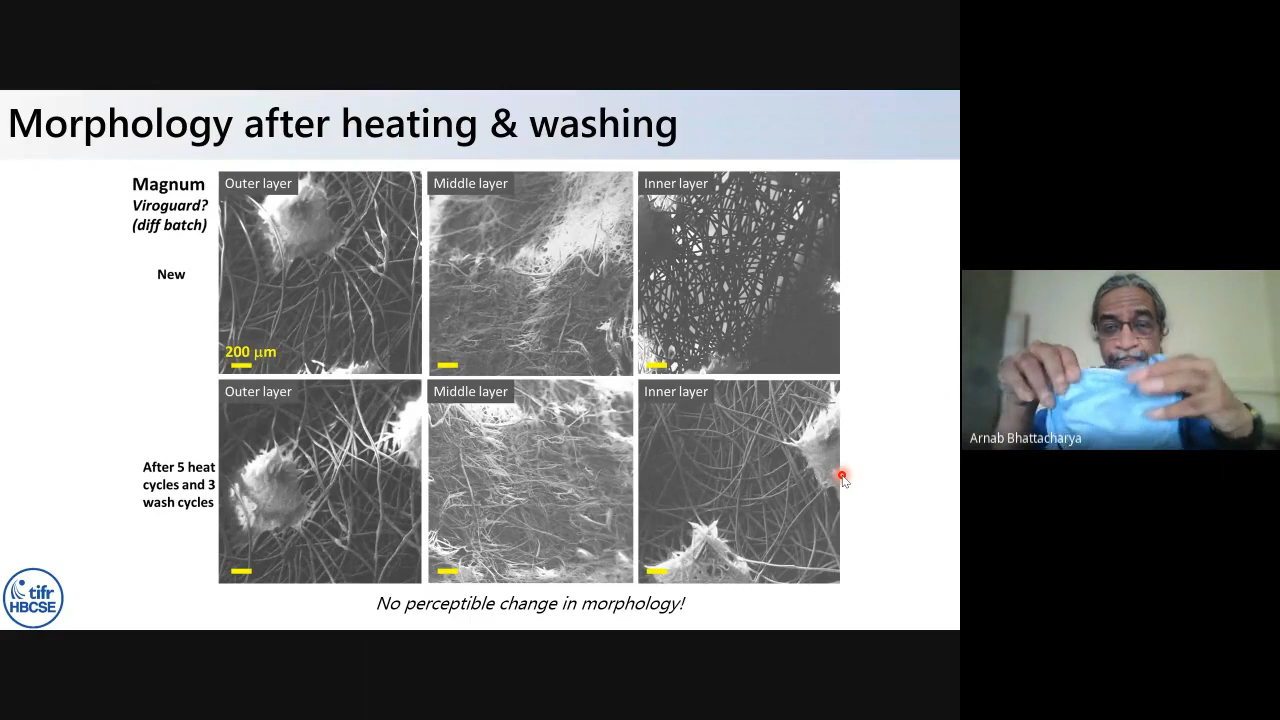 Morphology after heating & washing
Magnum
Viroguard?
(diff batch)
New
Outer layer
Middle layer
Inner layer
200 μm
After 5 heat
cycles and 3
wash cycles
Outer layer
Middle layer
Inner layer
No perceptible change in morphology!
tifr
HBCSE
Arnab Bhattacharya